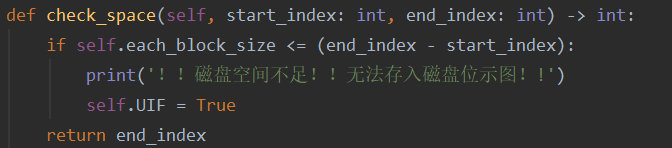 def check_space(self, start_index: int, end_index: int) -> int:
    if self.each_block_size <= (end_index - start_index):
        print('！！磁盘空间不足！！无法存入磁盘位示图！!')
        self.UIF = True
    return end_index